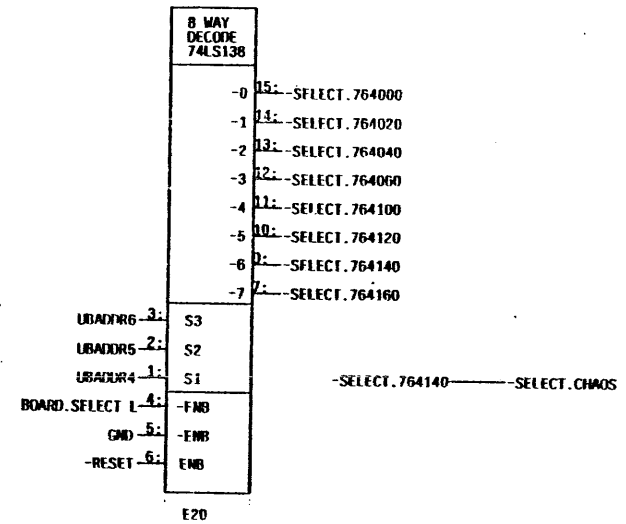 8 WAY
DECODE
74LS138
-0 15: -SELECT.764000
-1 14: -SELECT.764020
-2 13: -SELECT.764040
-3 12: -SELECT.764060
-4 11: -SELECT.764100
-5 10: -SELECT.764120
-6 9: -SELECT.764140
-7 7: -SELECT.764160
UBADDR6 3: S3
UBADDR5 2: S2
UBADDR4 1: S1
-SELECT.764140 -SELECT.CHAOS
BOARD.SELECT L 4: -ENB
GND 5: -ENB
-RESET 6: ENB
E20